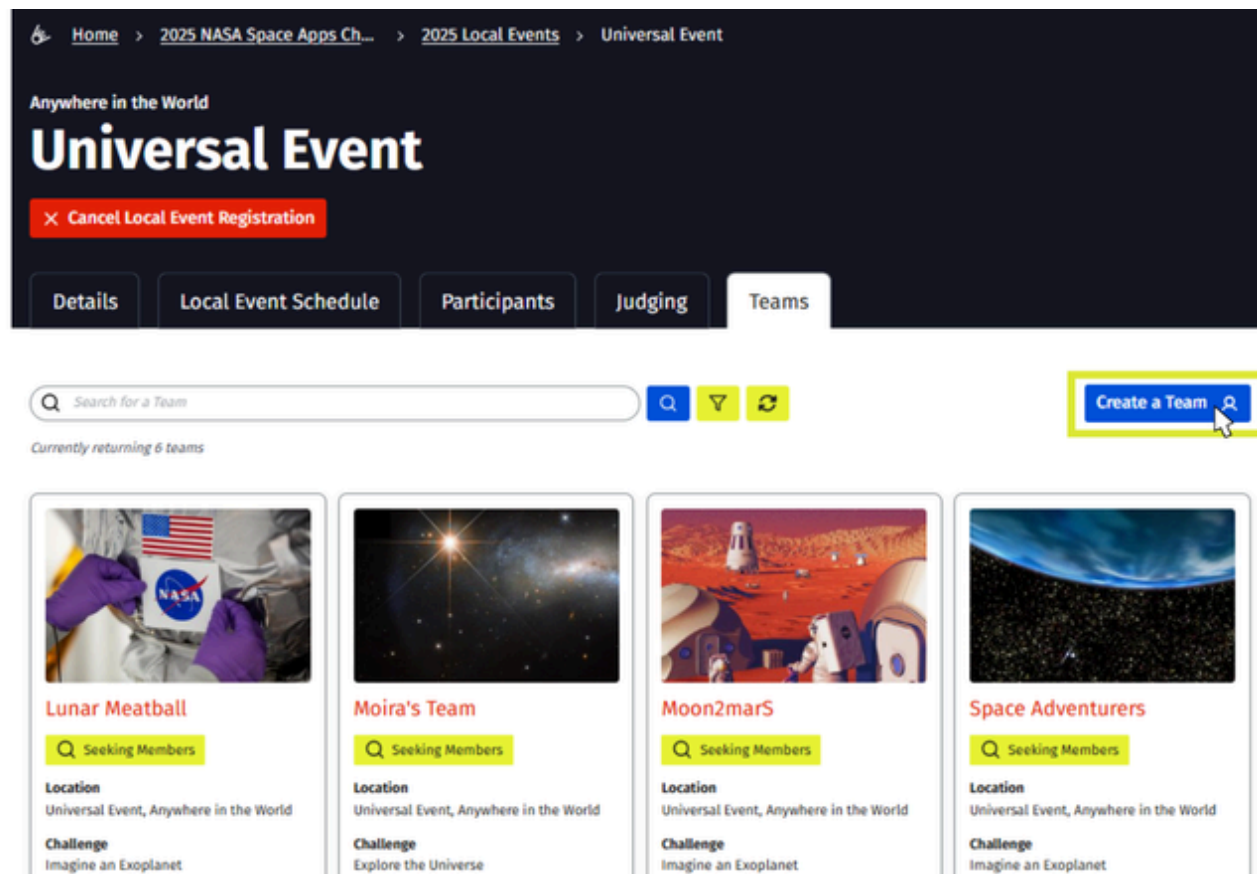 Home > 2025 NASA Space Apps Ch... > 2025 Local Events > Universal Event
Anywhere in the World
Universal Event
Cancel Local Event Registration
Details Local Event Schedule Participants Judging Teams
Search for a Team
Create a Team
Currently returning 6 teams
NASA
Lunar Meatball
Seeking Members
Location
Universal Event, Anywhere in the World
Challenge
Imagine an Exoplanet
Moira's Team
Seeking Members
Location
Universal Event, Anywhere in the World
Challenge
Explore the Universe
Moon2marS
Seeking Members
Location
Universal Event, Anywhere in the World
Challenge
Imagine an Exoplanet
Space Adventurers
Seeking Members
Location
Universal Event, Anywhere in the World
Challenge
Imagine an Exoplanet